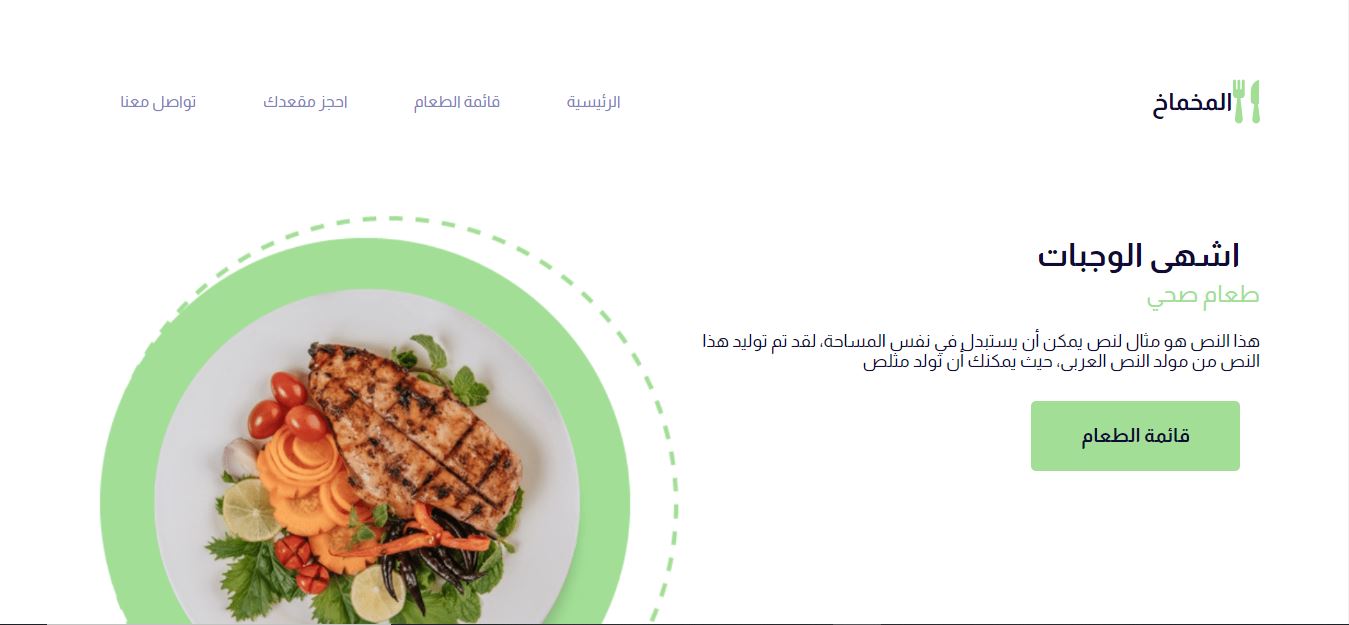 المخماخ
الرئيسية
قائمة الطعام
احجز مقعدك
تواصل معنا
اشهى الوجبات
طعام صحي
هذا النص هو مثال لنص يمكن أن يستبدل في نفس المساحة، لقد تم توليد هذا
النص من مولد النص العربى، حيث يمكنك أن تولد مثلص
قائمة الطعام